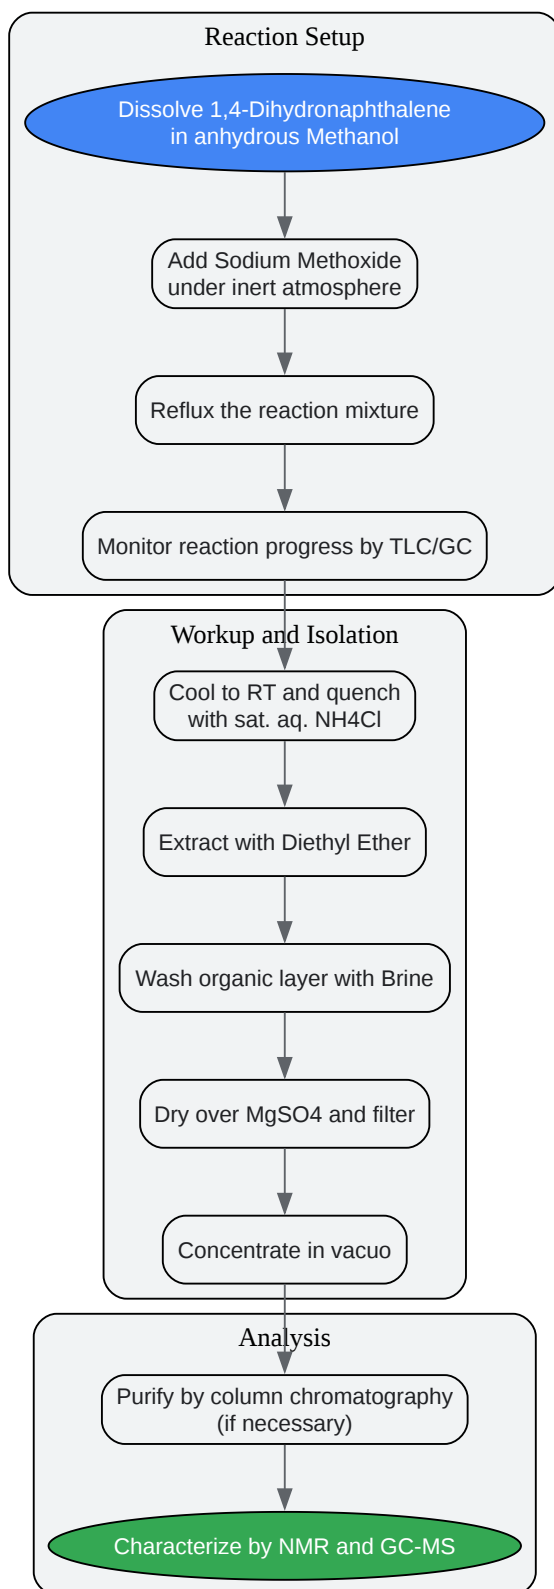 Reaction Setup
Dissolve 1,4-Dihydronaphthalene
in anhydrous Methanol
Add Sodium Methoxide
under inert atmosphere
Reflux the reaction mixture
Monitor reaction progress by TLC/GC
Workup and Isolation
Cool to RT and quench
with sat. aq. NH4Cl
Extract with Diethyl Ether
Wash organic layer with Brine
Dry over MgSO4 and filter
Concentrate in vacuo
Analysis
Purify by column chromatography
(if necessary)
Characterize by NMR and GC-MS